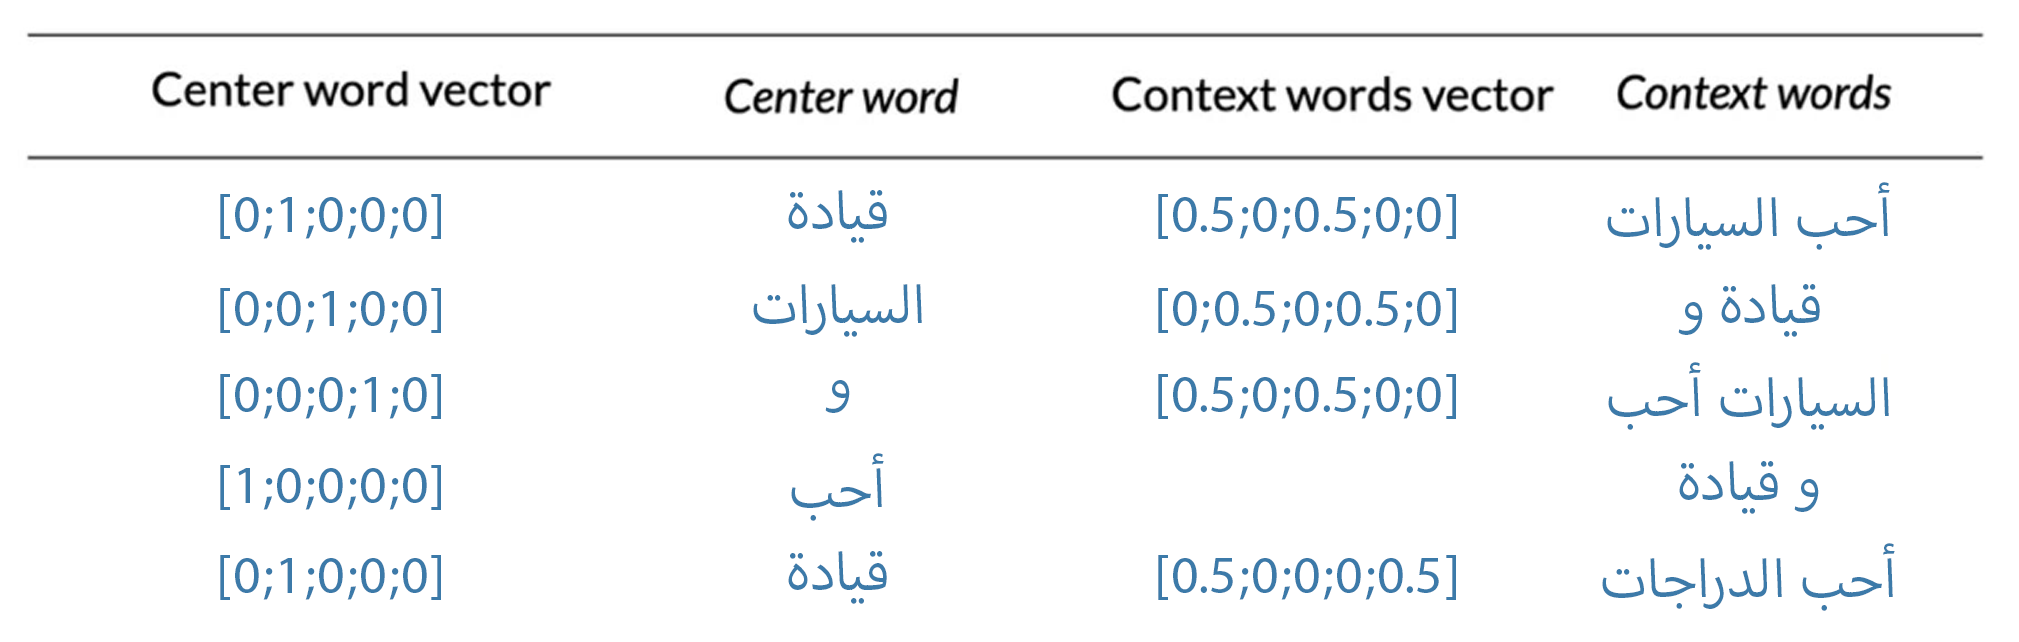 Center word vector Center word Context words vector Context words
[0;1;0;0;0] قيادة [0.5;0;0.5;0;0] أحب السيارات
[0;0;1;0;0] السيارات [0;0.5;0;0.5;0] قيادة و
[0;0;0;1;0] و [0.5;0;0.5;0;0] السيارات أحب
[1;0;0;0;0] أحب و قيادة
[0;1;0;0;0] قيادة [0.5;0;0;0;0.5] أحب الدراجات